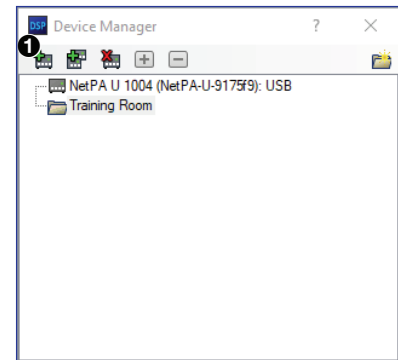 DSP Device Manager ? ×
1
NetPA U 1004 (NetPA-U-9175f9): USB
Training Room